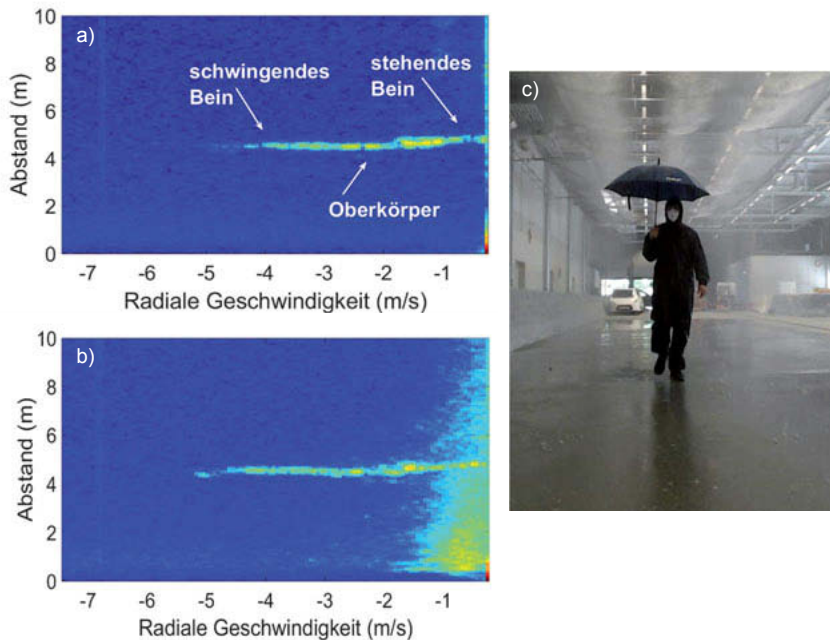 a)
10
8
6
4
2
0
Abstand (m)
schwingendes
Bein
stehendes
Bein
Oberkörper
-7 -6 -5 -4 -3 -2 -1
Radiale Geschwindigkeit (m/s)
b)
10
8
6
4
2
0
Abstand (m)
-7 -6 -5 -4 -3 -2 -1
Radiale Geschwindigkeit (m/s)
c)